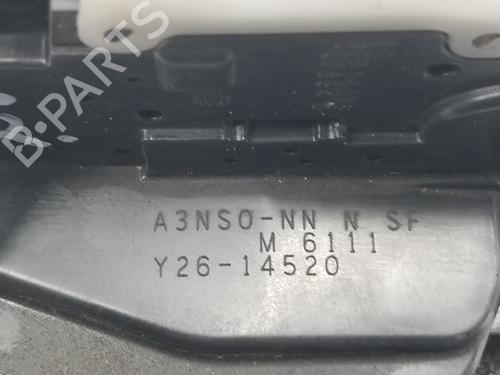 A3NSO-NN N SF
M 6111
Y26-14520
B-PARTS